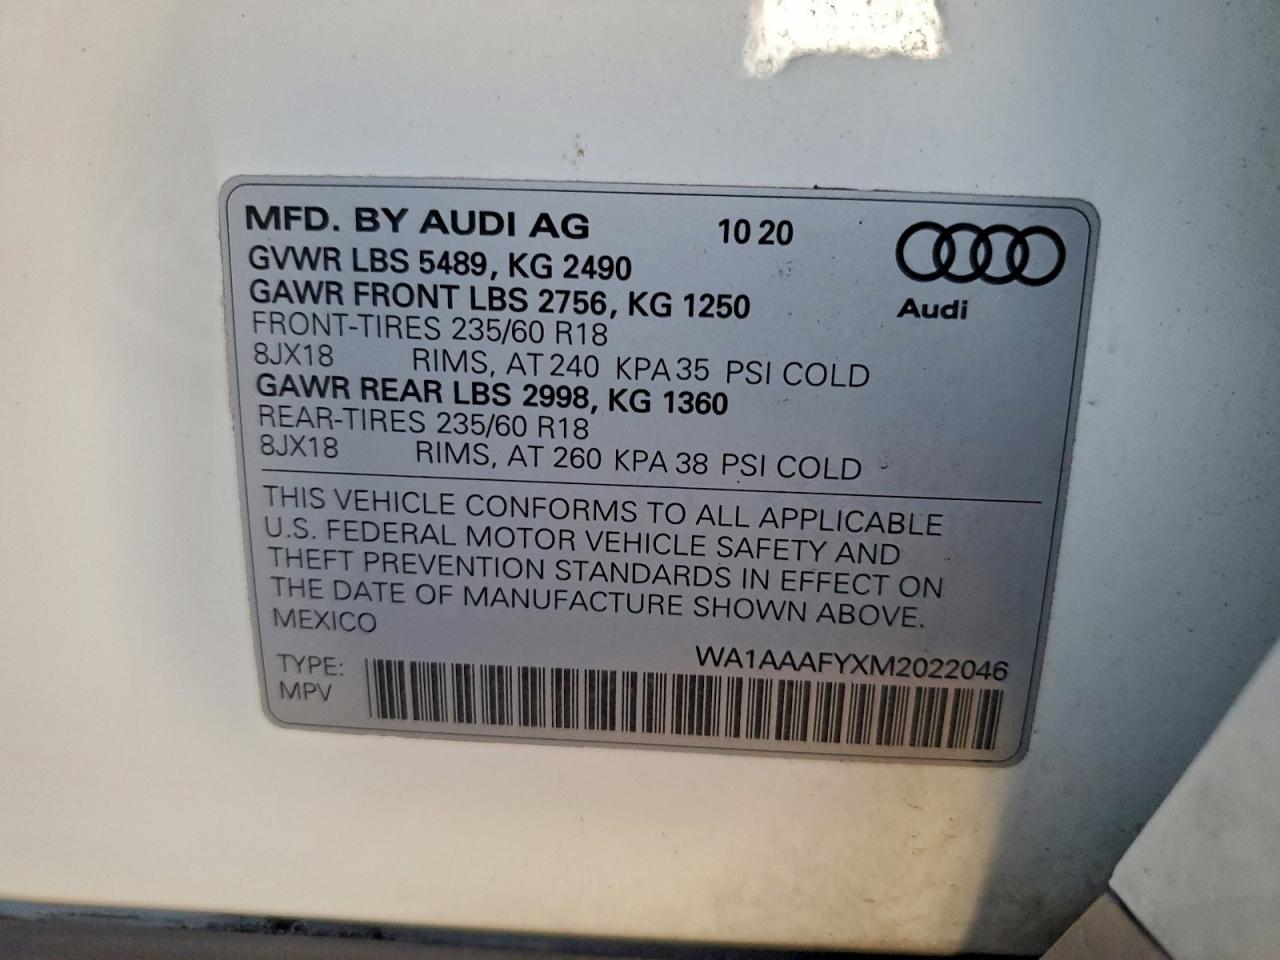 MFD. BY AUDI AG 10 20
GVWR LBS 5489, KG 2490
GAWR FRONT LBS 2756, KG 1250
Audi
FRONT-TIRES 235/60 R18
8JX18 RIMS, AT 240 KPA 35 PSI COLD
GAWR REAR LBS 2998, KG 1360
REAR-TIRES 235/60 R18
8JX18 RIMS, AT 260 KPA 38 PSI COLD
THIS VEHICLE CONFORMS TO ALL APPLICABLE
U.S. FEDERAL MOTOR VEHICLE SAFETY AND
THEFT PREVENTION STANDARDS IN EFFECT ON
THE DATE OF MANUFACTURE SHOWN ABOVE.
MEXICO
WA1AAAFYXM2022046
TYPE:
MPV